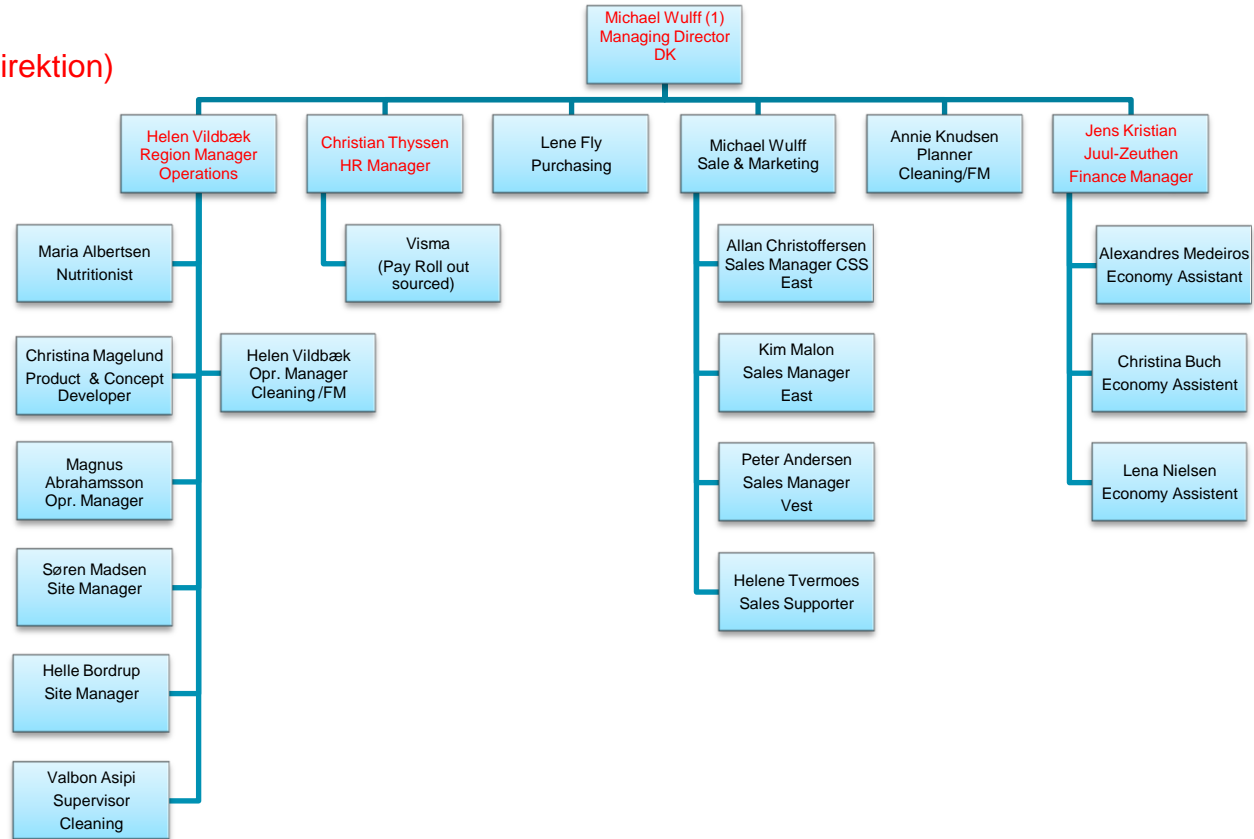 Michael Wulff (1)
Managing Director
DK
irektion)
Helen Vildbæk
Region Manager
Operations
Christian Thyssen
HR Manager
Lene Fly
Purchasing
Michael Wulff
Sale & Marketing
Annie Knudsen
Planner
Cleaning/FM
Jens Kristian
Juul-Zeuthen
Finance Manager
Maria Albertsen
Nutritionist
Christina Magelund
Product & Concept
Developer
Magnus
Abrahamsson
Opr. Manager
Søren Madsen
Site Manager
Helle Bordrup
Site Manager
Valbon Asipi
Supervisor
Cleaning
Helen Vildbæk
Opr. Manager
Cleaning /FM
Visma
(Pay Roll out
sourced)
Allan Christoffersen
Sales Manager CSS
East
Kim Malon
Sales Manager
East
Peter Andersen
Sales Manager
Vest
Helene Tvermoes
Sales Supporter
Alexandres Medeiros
Economy Assistant
Christina Buch
Economy Assistent
Lena Nielsen
Economy Assistent